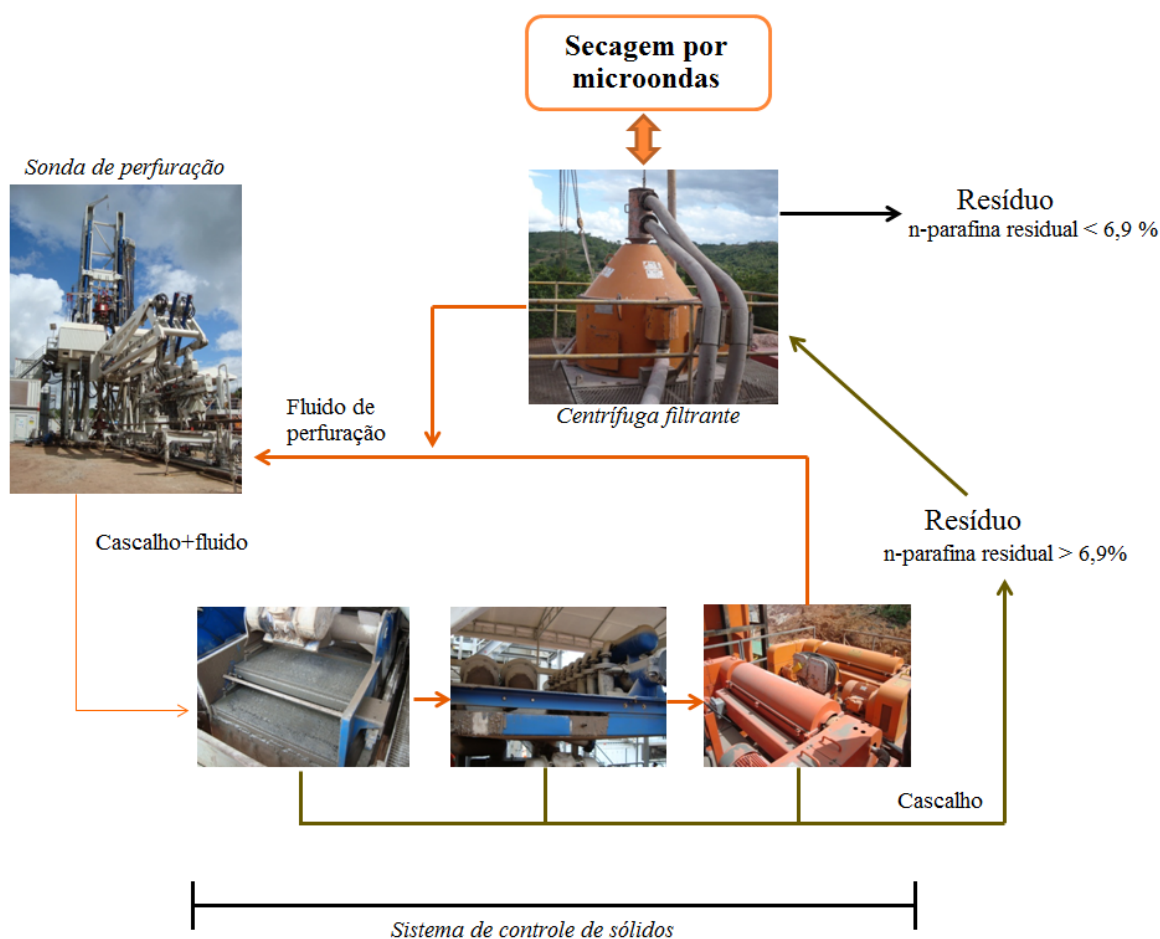 Secagem por
microondas
Sonda de perfuração
Resíduo
n-parafina residual < 6,9 %
Centrífuga filtrante
Fluido de
perfuração
Resíduo
n-parafina residual > 6,9%
Cascalho+fluido
Cascalho
Sistema de controle de sólidos